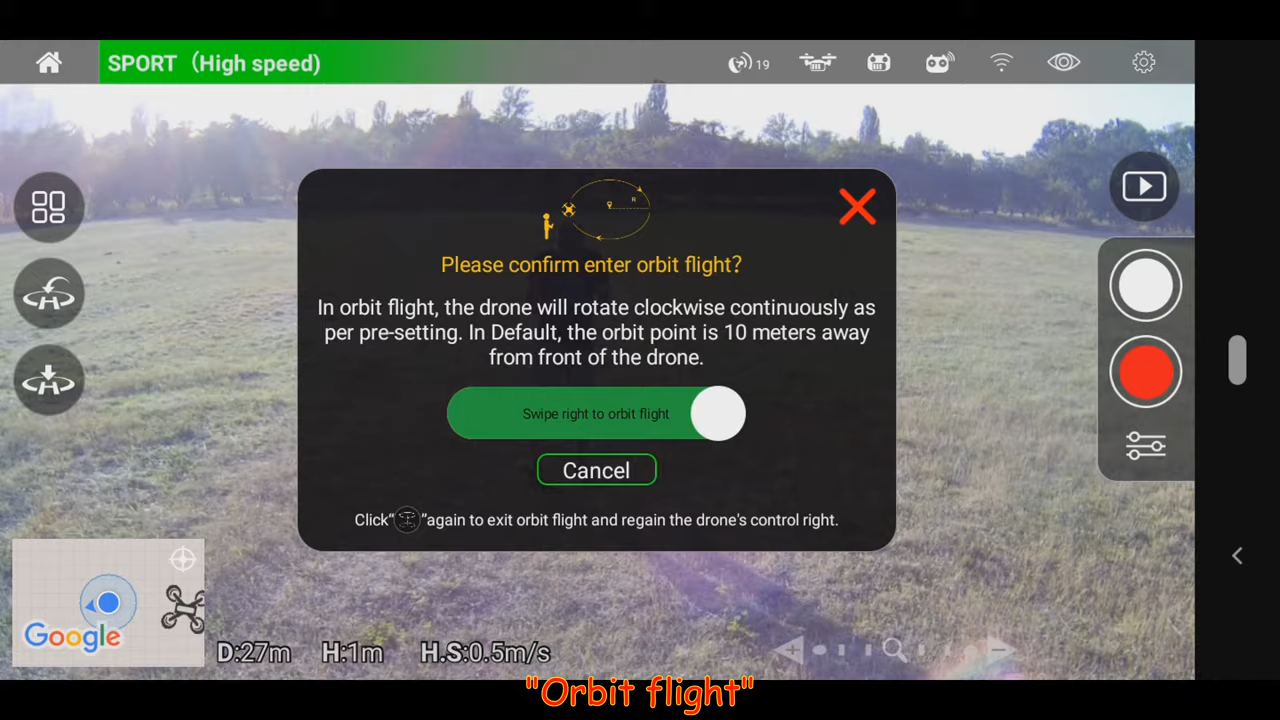 SPORT（High speed)
19
R
Please confirm enter orbit flight?
In orbit flight, the drone will rotate clockwise continuously as
per pre-setting. In Default, the orbit point is 10 meters away
from front of the drone.
Swipe right to orbit flight
Cancel
Click“ ”again to exit orbit flight and regain the drone's control right.
Google
D:27m H:1m H.S:0.5m/s
"Orbit flight"